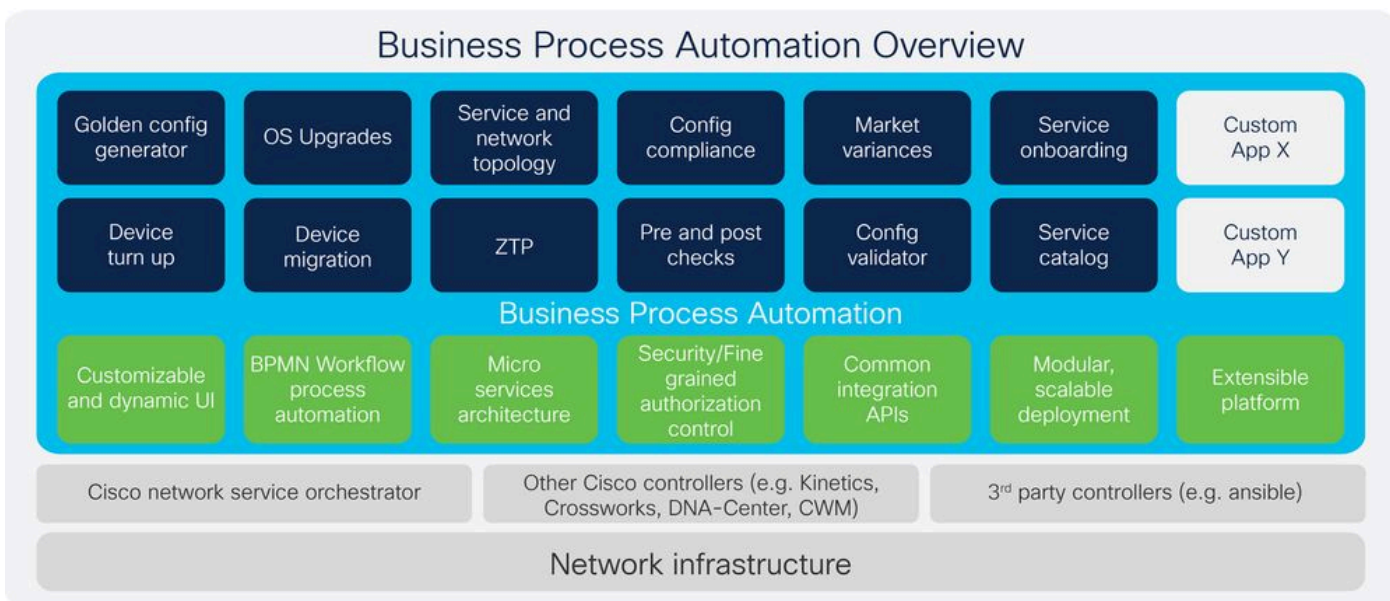 Business Process Automation Overview
Golden config
generator
OS Upgrades
Service and
network
topology
Config
compliance
Market
variances
Service
onboarding
Custom
App X
Device
turn up
Device
migration
ZTP
Pre and post
checks
Config
validator
Service
catalog
Custom
App Y
Business Process Automation
Customizable
and dynamic UI
BPMN Workflow
process
automation
Micro
services
architecture
Security/Fine
grained
authorization
control
Common
integration
APIs
Modular,
scalable
deployment
Extensible
platform
Cisco network service orchestrator
Other Cisco controllers (e.g. Kinetics,
Crossworks, DNA-Center, CWM)
3rd party controllers (e.g. ansible)
Network infrastructure